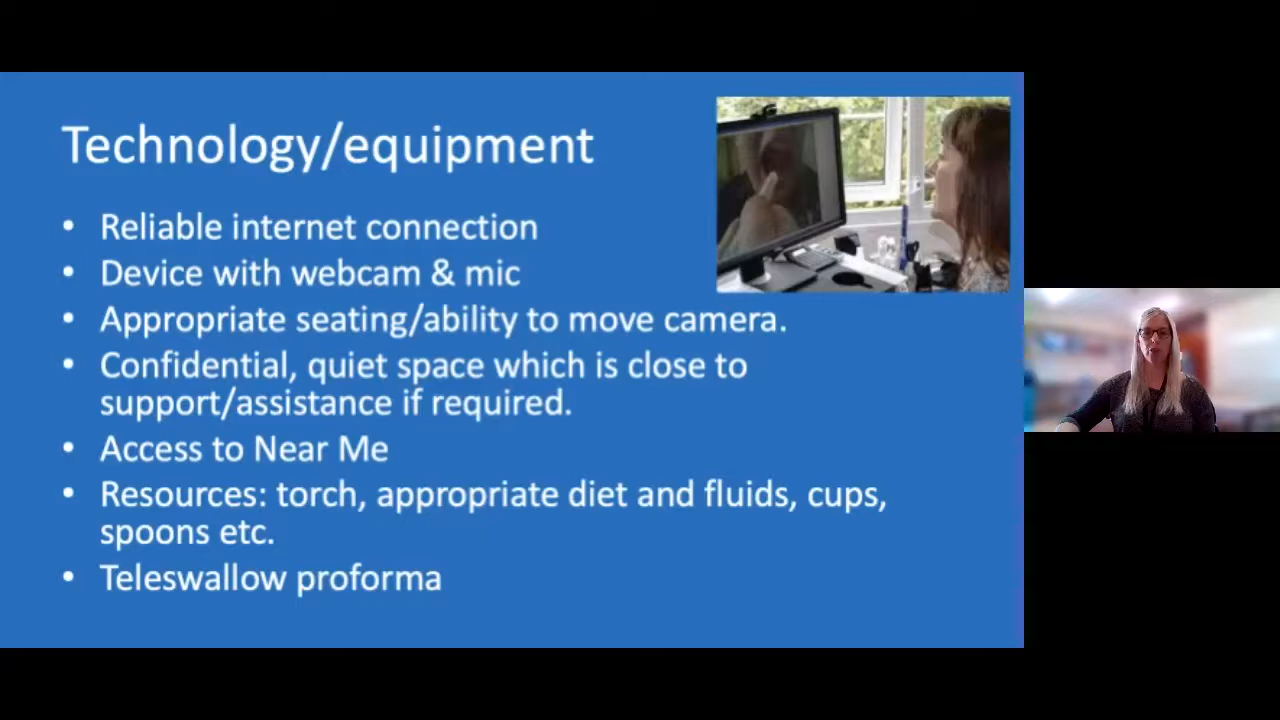 Technology/equipment
• Reliable internet connection
• Device with webcam & mic
• Appropriate seating/ability to move camera.
• Confidential, quiet space which is close to
support/assistance if required.
• Access to Near Me
• Resources: torch, appropriate diet and fluids, cups,
spoons etc.
• Teleswallow proforma